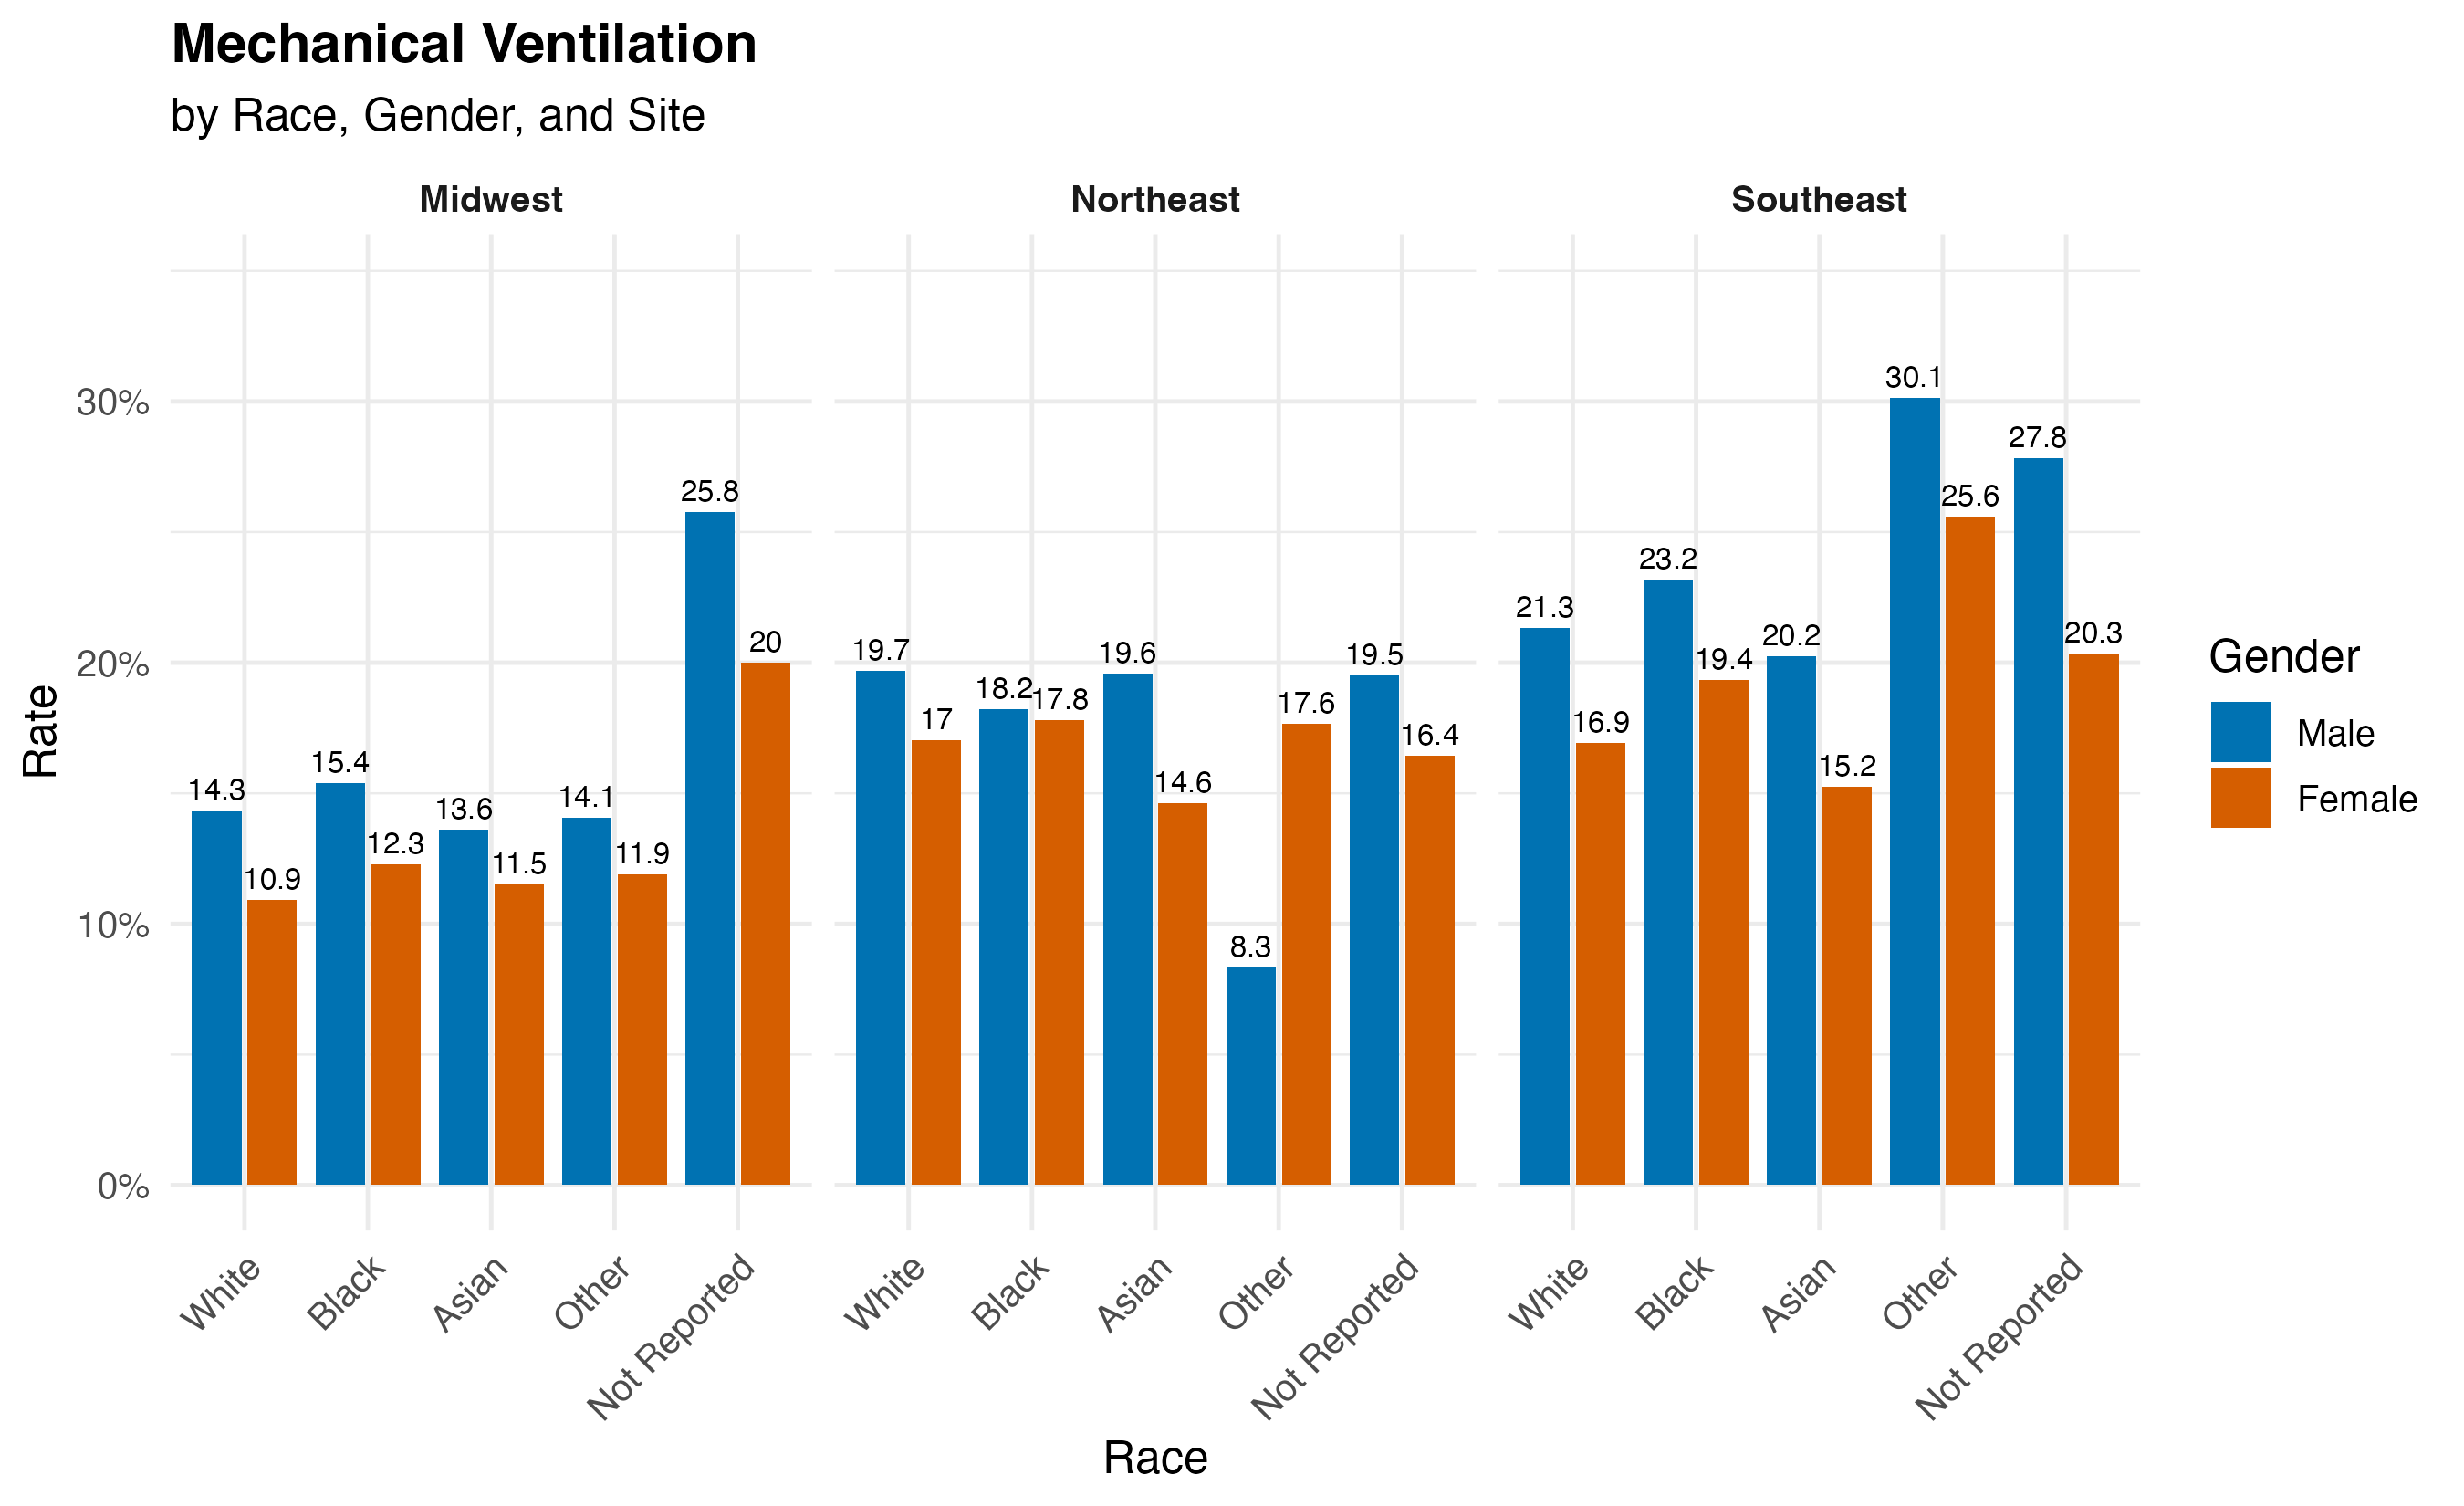 Mechanical Ventilation
by Race, Gender, and Site
Midwest
Northeast
Southeast
Rate
30%
20%
10%
0%
14.3
10.9
15.4
12.3
13.6
11.5
14.1
11.9
25.8
20
19.7
17
18.2
17.8
19.6
14.6
8.3
17.6
19.5
16.4
21.3
16.9
23.2
19.4
20.2
15.2
30.1
25.6
27.8
20.3
White
Black
Asian
Other
Not Reported
White
Black
Asian
Other
Not Reported
White
Black
Asian
Other
Not Reported
Race
Gender
Male
Female